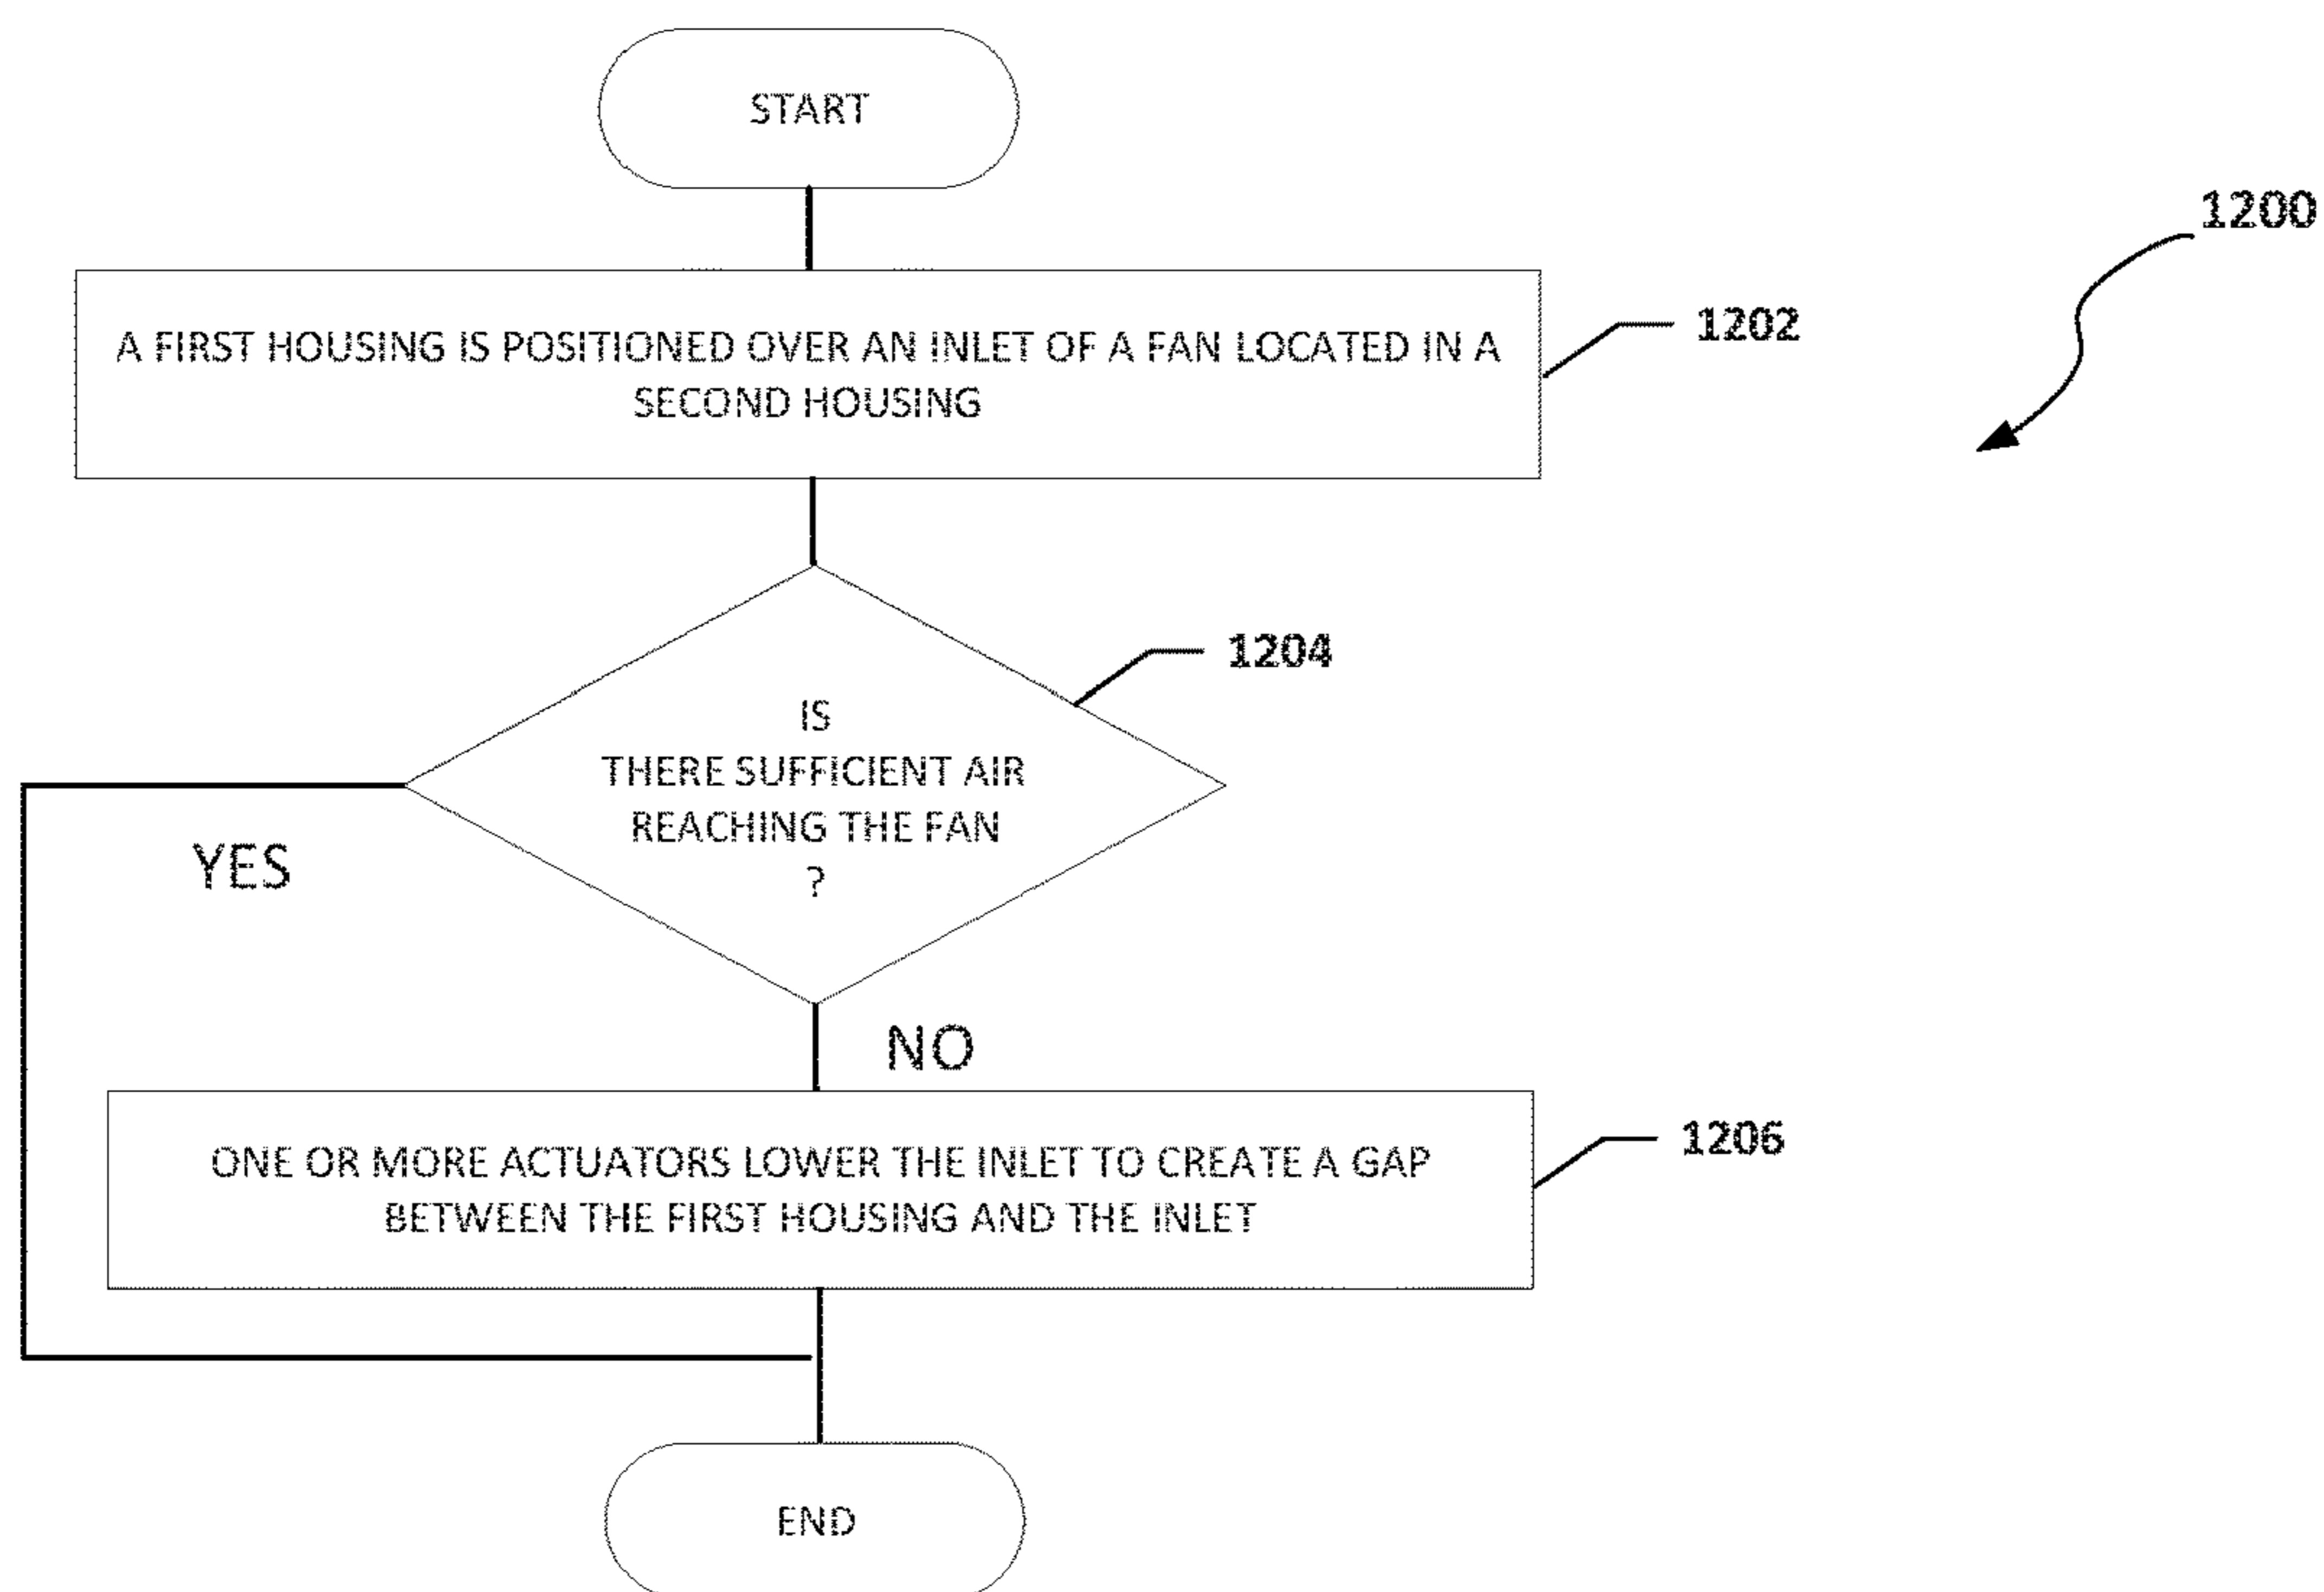 START
1200
A FIRST HOUSING IS POSITIONED OVER AN INLET OF A FAN LOCATED IN A
SECOND HOUSING
1202
1204
IS
THERE SUFFICIENT AIR
REACHING THE FAN
?
YES
NO
ONE OR MORE ACTUATORS LOWER THE INLET TO CREATE A GAP
BETWEEN THE FIRST HOUSING AND THE INLET
1206
END